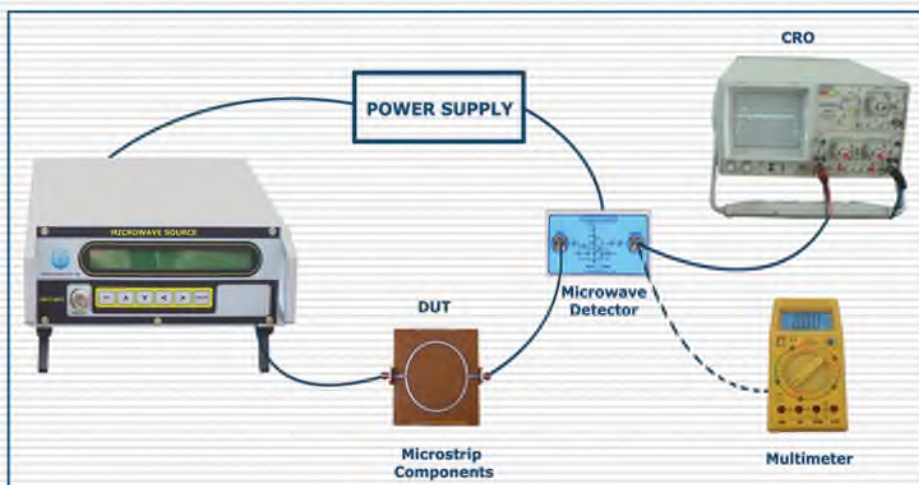 CRO
POWER SUPPLY
MICROWAVE SOURCE
Microwave
Detector
DUT
Microstrip
Components
Multimeter